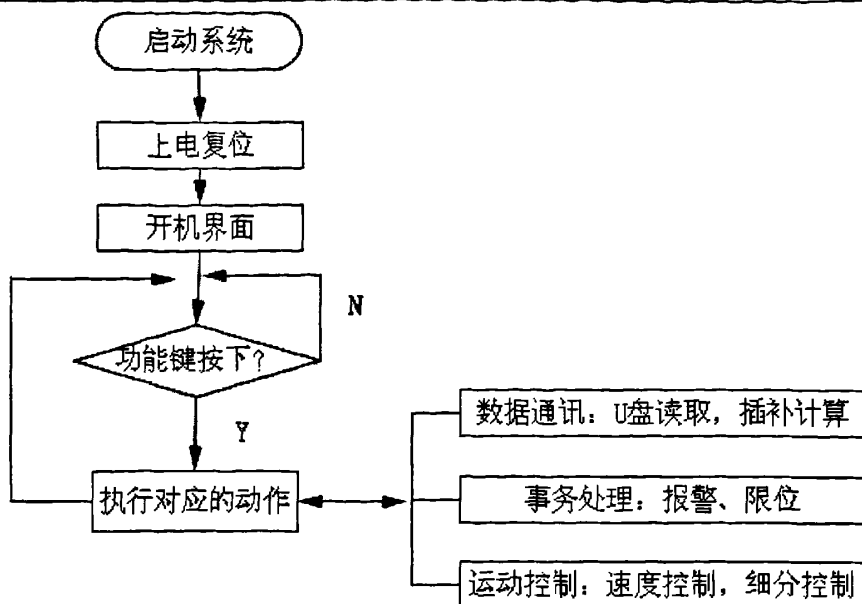 启动系统
上电复位
开机界面
N
功能键按下?
Y
执行对应的动作
数据通讯: U盘读取, 插补计算
事务处理: 报警、限位
运动控制: 速度控制, 细分控制